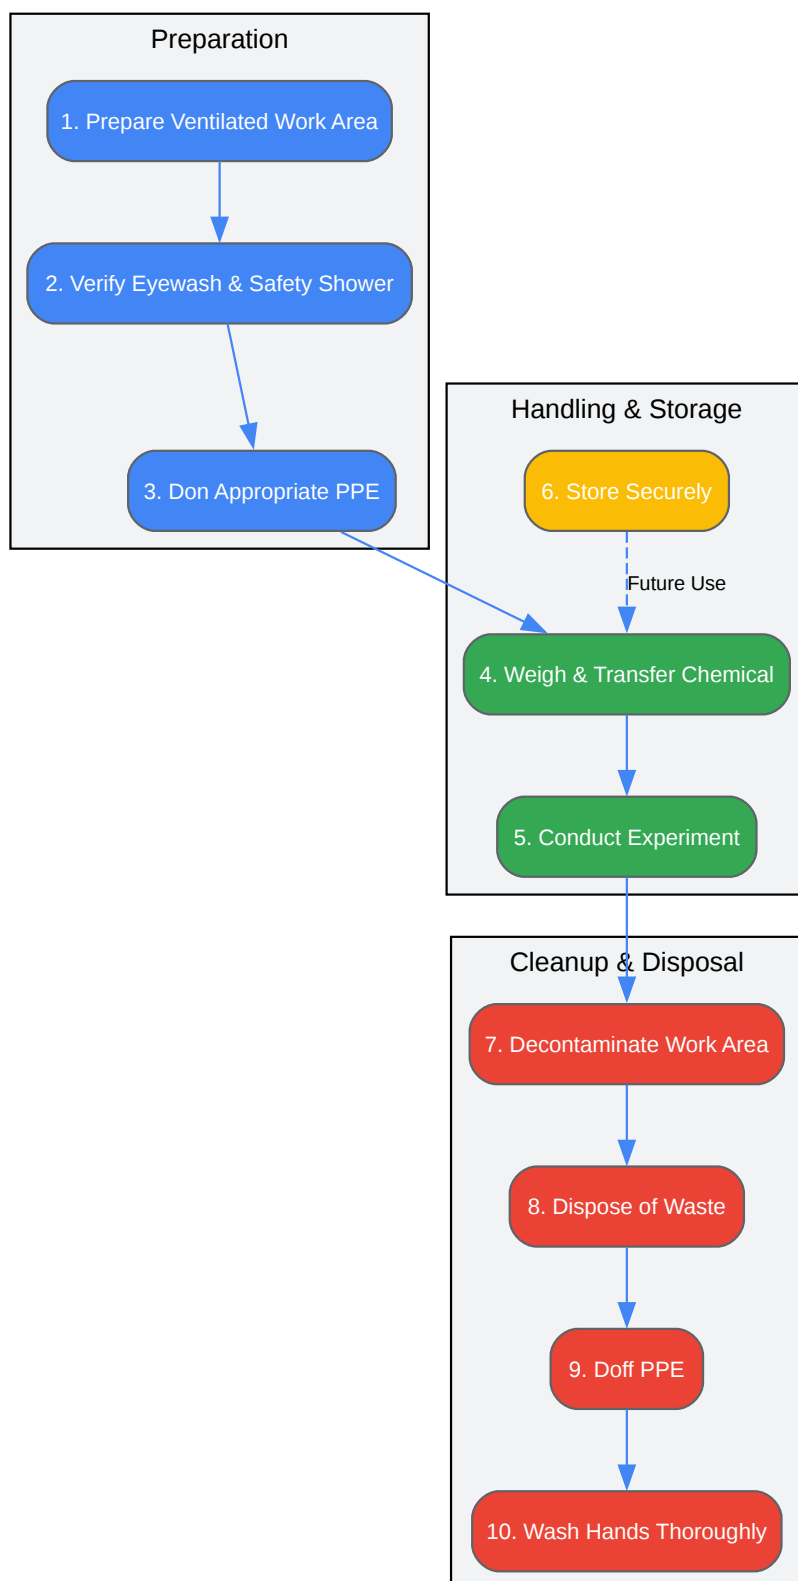 Preparation
1. Prepare Ventilated Work Area
2. Verify Eyewash & Safety Shower
3. Don Appropriate PPE
Handling & Storage
6. Store Securely
Future Use
4. Weigh & Transfer Chemical
5. Conduct Experiment
Cleanup & Disposal
7. Decontaminate Work Area
8. Dispose of Waste
9. Doff PPE
10. Wash Hands Thoroughly